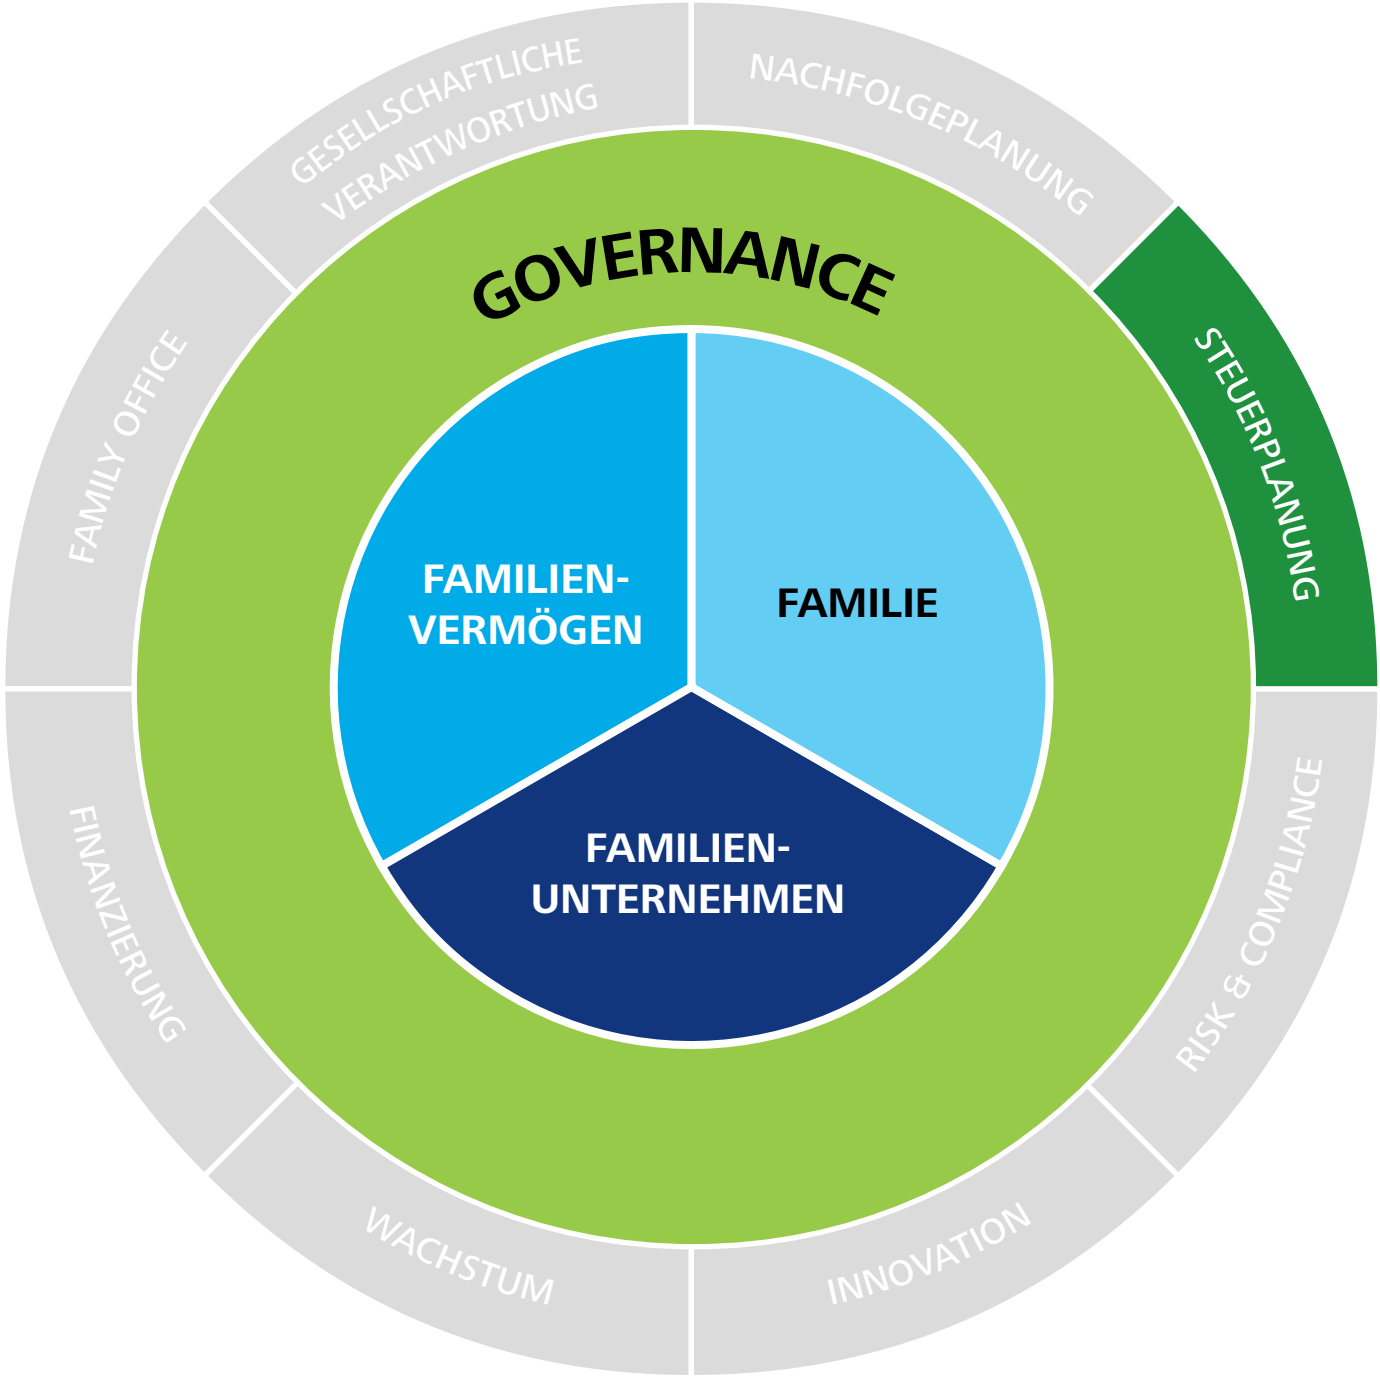 GESELLSCHAFTLICHE
VERANTWORTUNG
NACHFOLGEPLANUNG
STEUERPLANUNG
RISK & COMPLIANCE
INNOVATION
WACHSTUM
FINANZIERUNG
FAMILY OFFICE
GOVERNANCE
FAMILIEN-
VERMÖGEN
FAMILIE
FAMILIEN-
UNTERNEHMEN